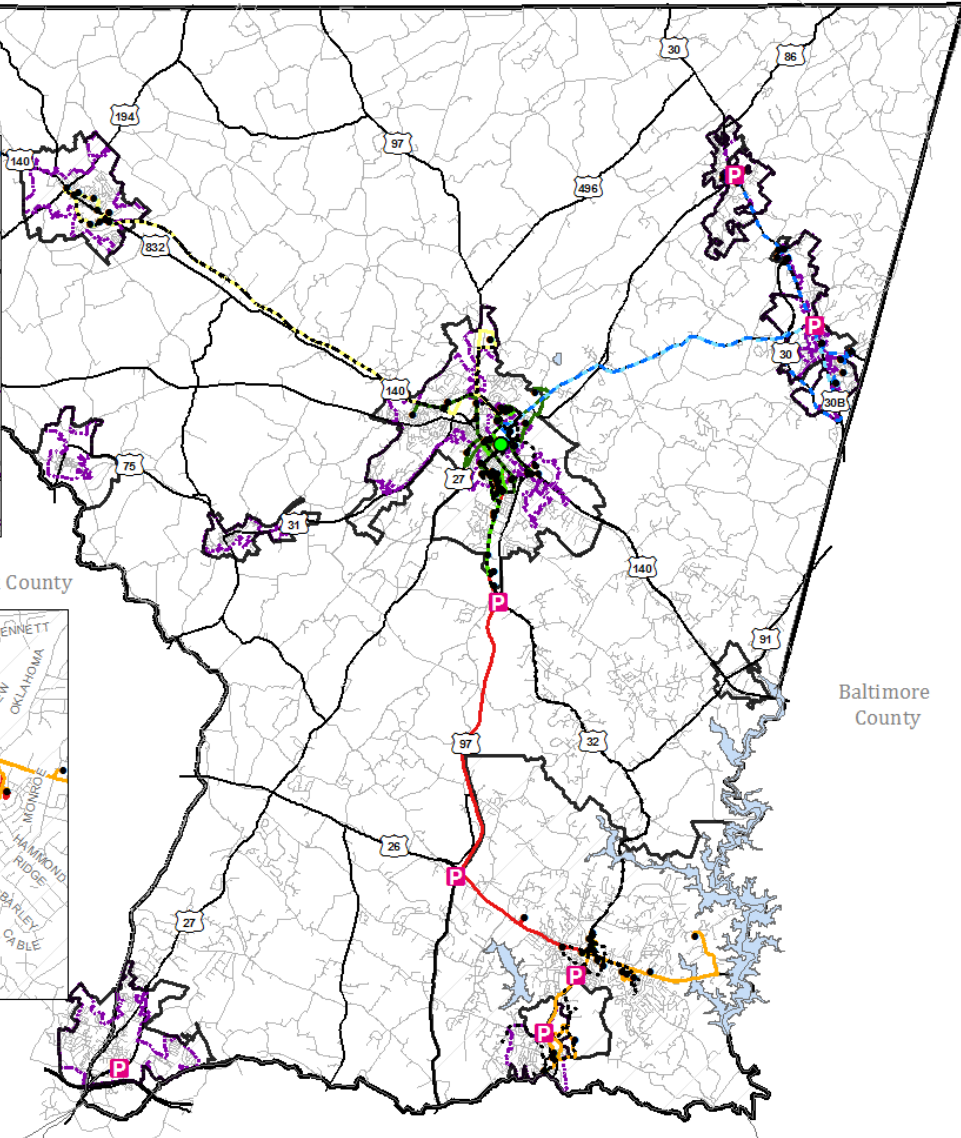 30
86
194
97
140
P
496
832
P
30
140
30B
75
27
31
140
County
P
91
ENNETT
OKLAHOMA
Baltimore
County
97
32
MONROE
26
HAMMOND
RIDGE
P
BARLEY
CABLE
27
P
P
P